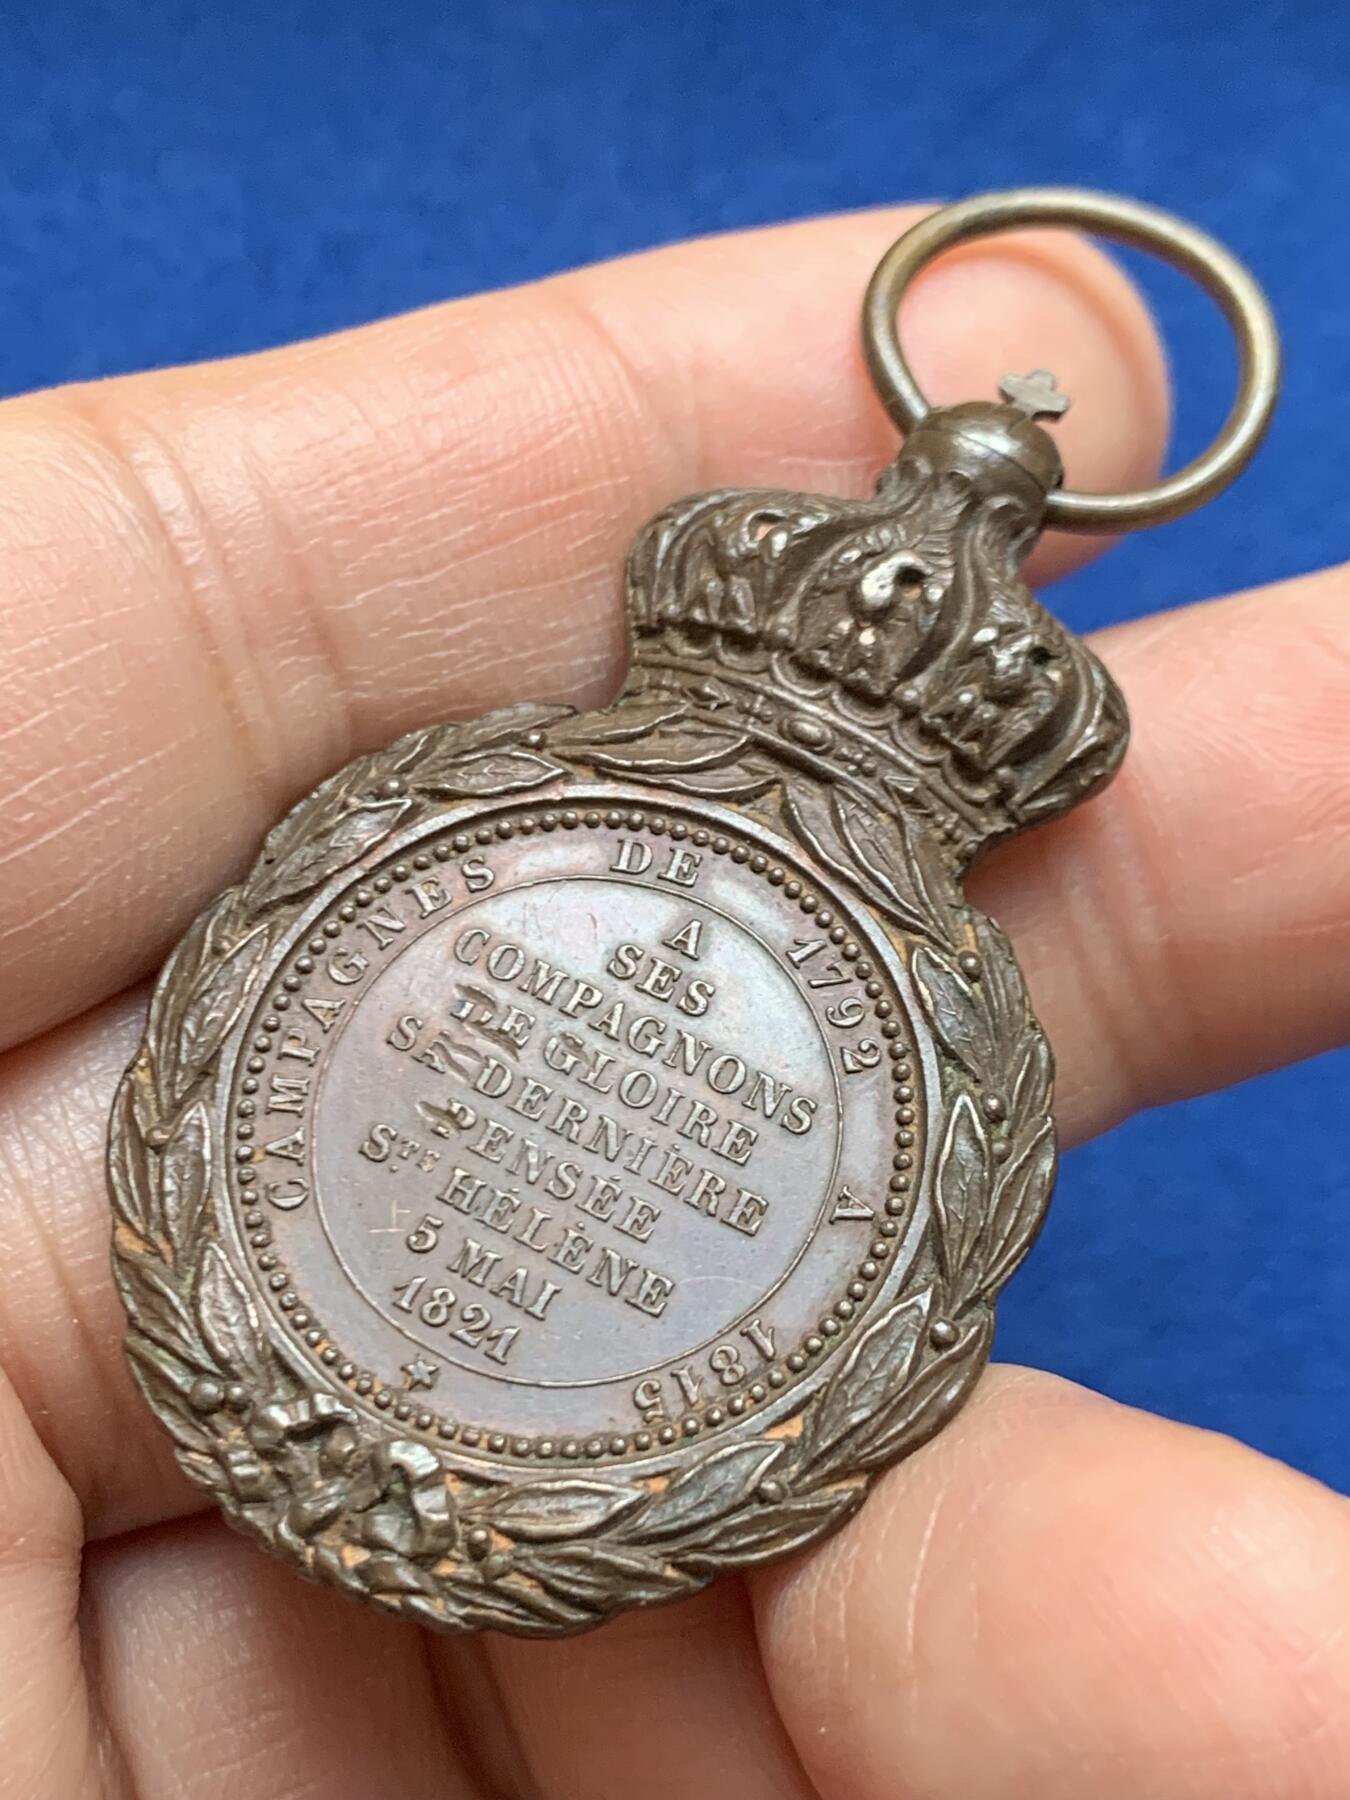 CAMPAGNES DE 1792 A 1815
A
SES
COMPAGNONS
DE GLOIRE
SA DERNIÈRE
PENSÉE
STE HÉLÈNE
5 MAI
1821